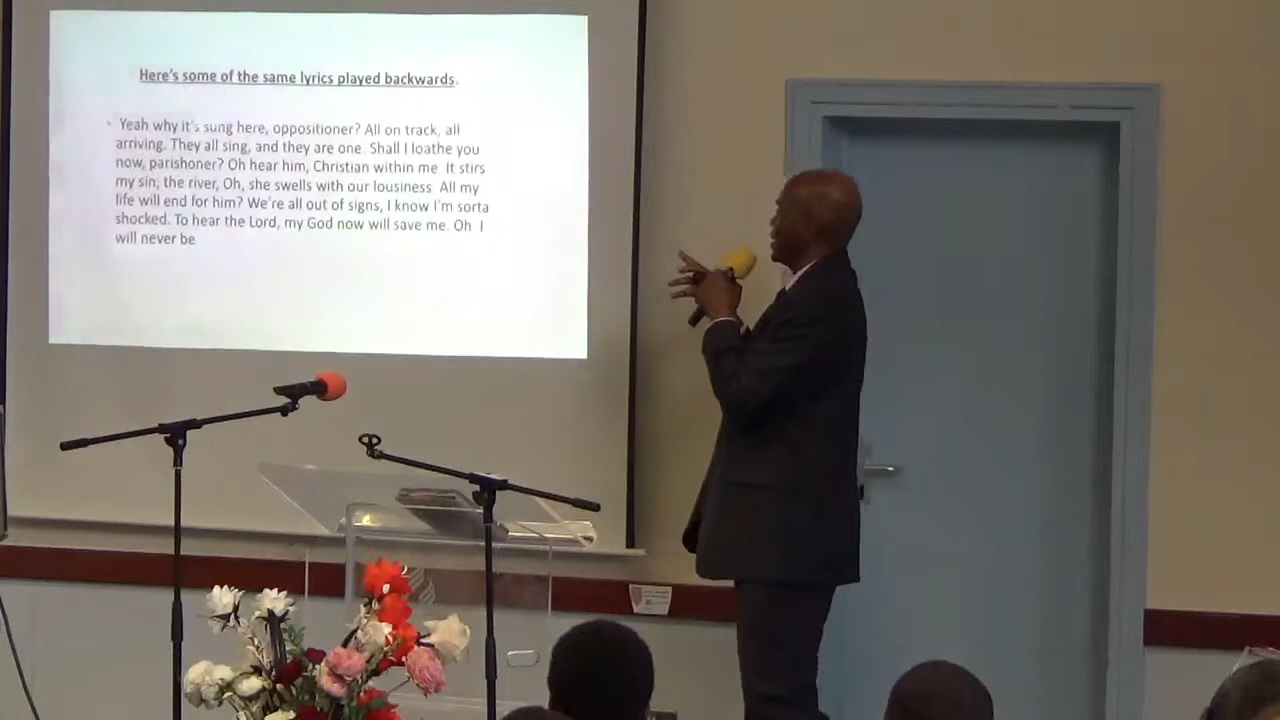 Here's some of the same lyrics played backwards.
• Yeah why it's sung here, oppositioner? All on track, all
arriving. They all sing, and they are one. Shall I loathe you
now, parishoner? Oh hear him, Christian within me. It stirs
my sin, the river, Oh, she swells with our lousiness. All my
life will end for him? We're all out of signs, I know I'm sorta
shocked. To hear the Lord, my God now will save me. Oh I
will never be